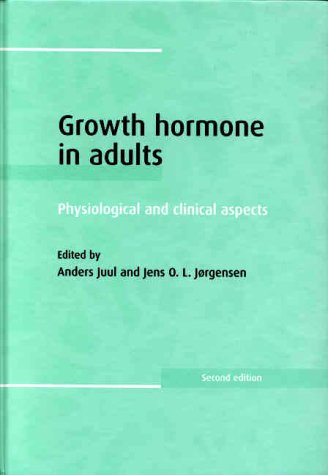 Growth hormone
in adults
Physiological and clinical aspects
Edited by
Anders Juul and Jens O. L. Jørgensen
Second edition